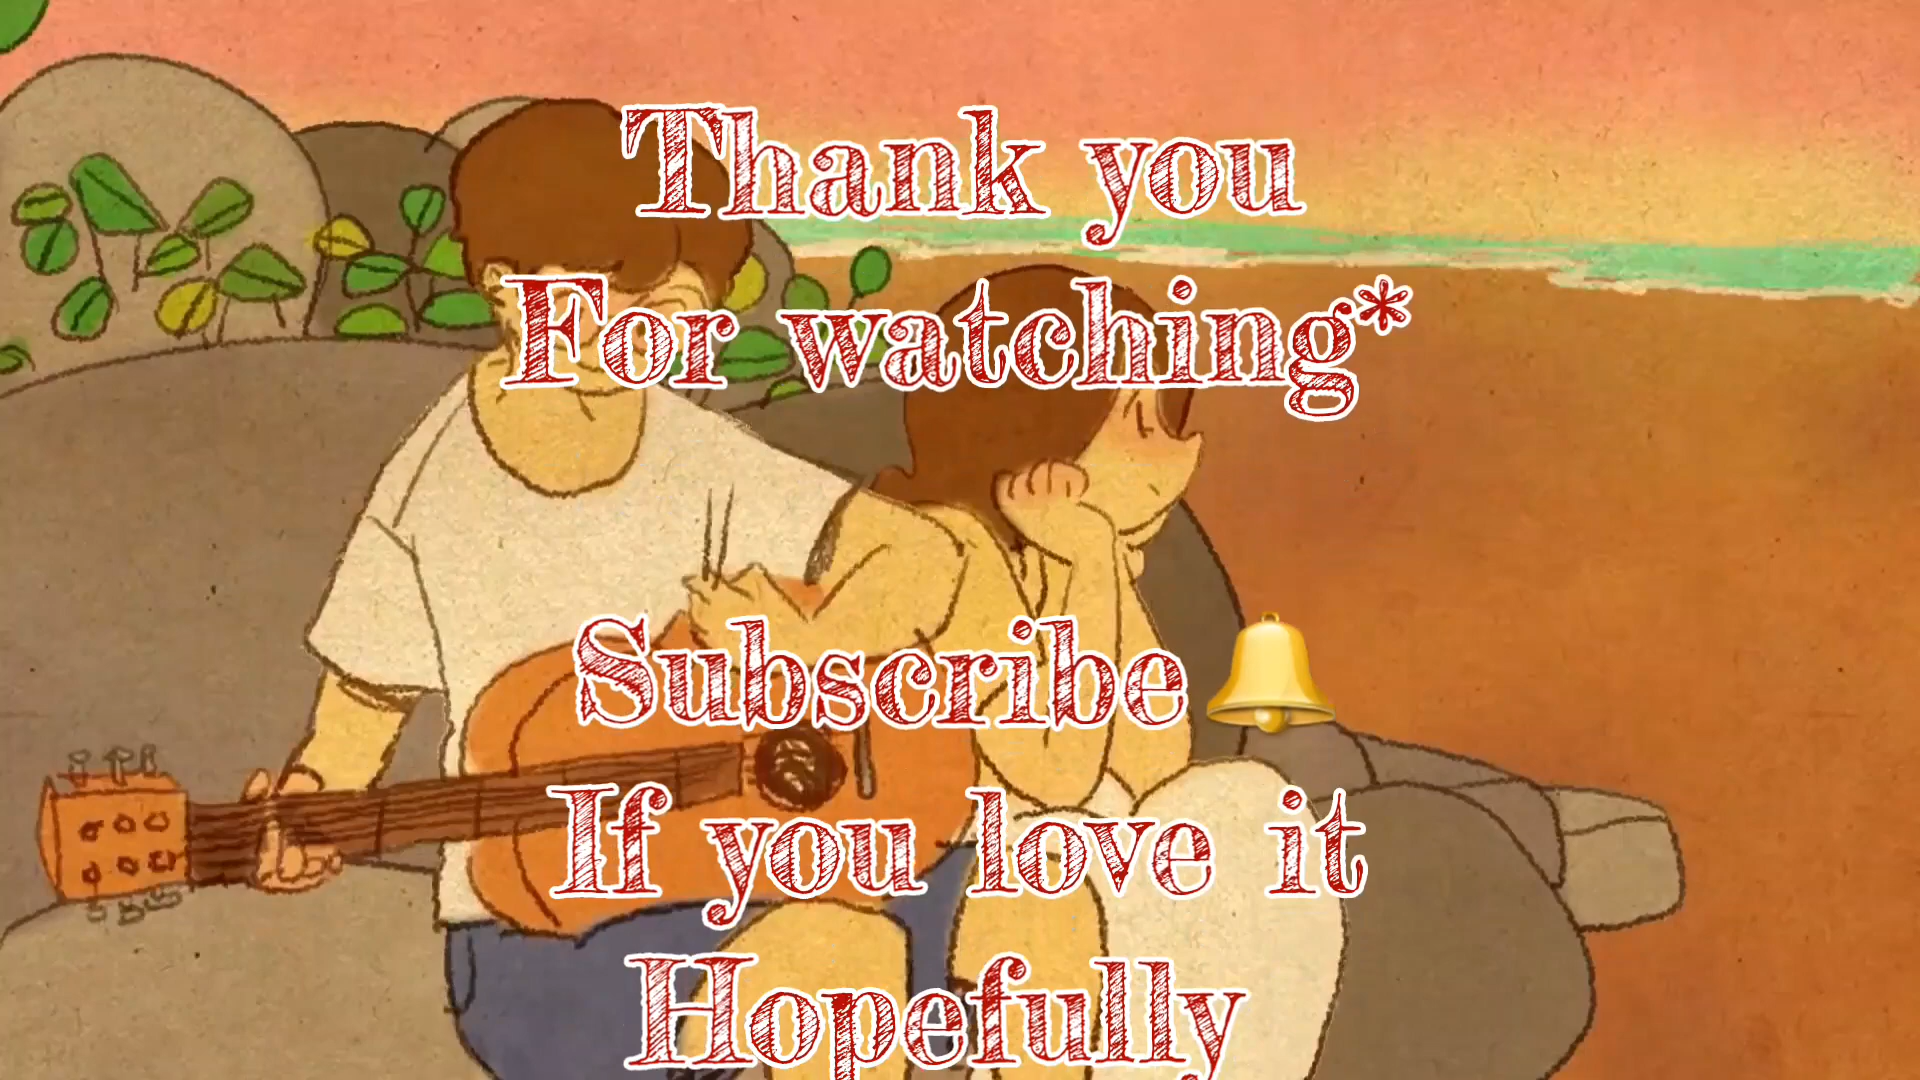 Thank you
For watching*
Subscribe 🔔
If you love it
Hopefully